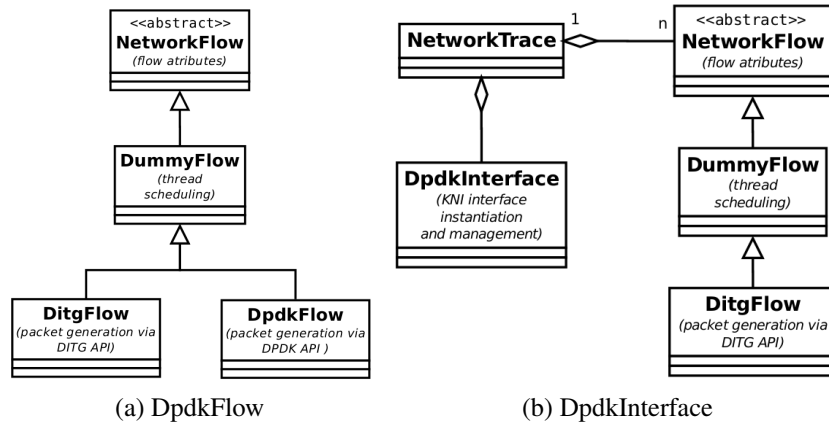 <<abstract>>
NetworkFlow
(flow atributes)
DummyFlow
(thread
scheduling)
DitgFlow
(packet generation via
DITG API)
DpdkFlow
(packet generation via
DPDK API )
(a) DpdkFlow
NetworkTrace
1
n
<<abstract>>
NetworkFlow
(flow atributes)
DpdkInterface
(KNI interface
instantiation
and management)
DummyFlow
(thread
scheduling)
DitgFlow
(packet generation via
DITG API)
(b) DpdkInterface